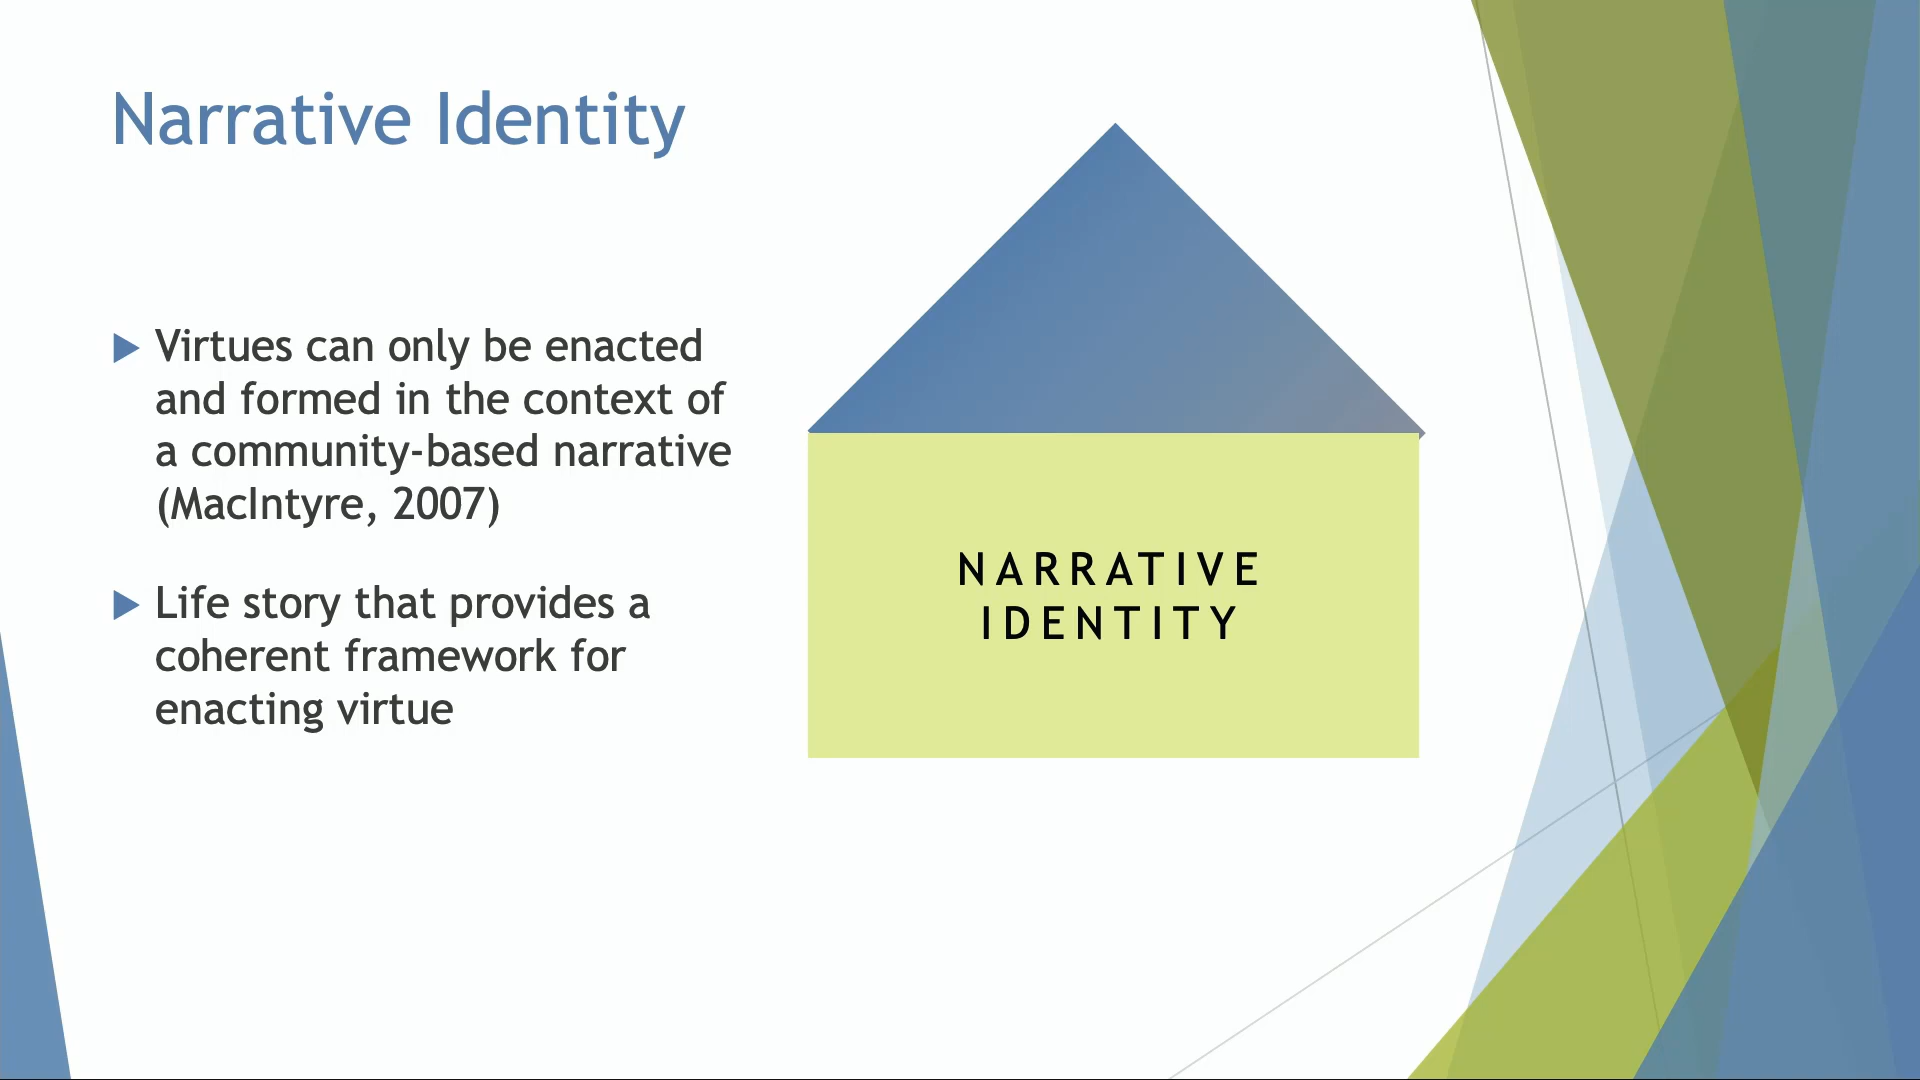 Narrative Identity
Virtues can only be enacted
and formed in the context of
a community-based narrative
(MacIntyre, 2007)
Life story that provides a
coherent framework for
enacting virtue
NARRATIVE
IDENTITY